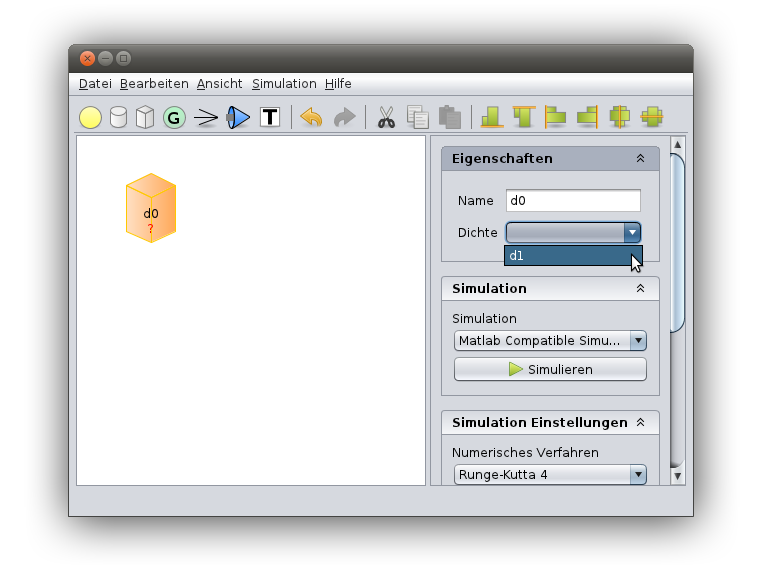 Datei Bearbeiten Ansicht Simulation Hilfe
G T
d0
?
Eigenschaften
Name d0
Dichte
d1
Simulation
Simulation
Matlab Compatible Simu...
Simulieren
Simulation Einstellungen
Numerisches Verfahren
Runge-Kutta 4